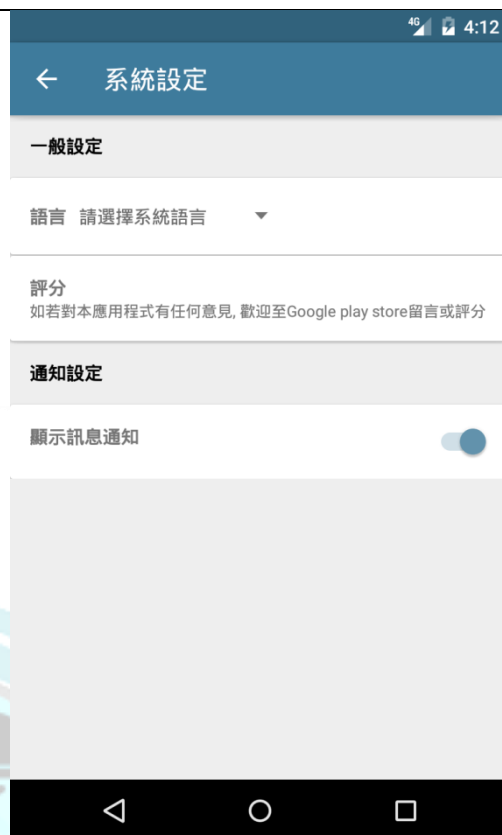 4G 4:12
系統設定
一般設定
語言 請選擇系統語言
評分
如若對本應用程式有任何意見, 歡迎至Google play store留言或評分
通知設定
顯示訊息通知